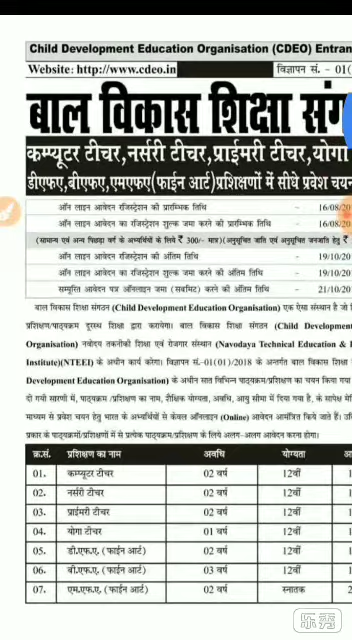 Child Development Education Organisation (CDEO) Entran
Website: http://www.cdeo.in
विज्ञापन सं. - 01(
बाल विकास शिक्षा संग
कम्प्यूटर टीचर,नर्सरी टीचर,प्राईमरी टीचर,योगा
डीएफए,बीएफए,एमएफए(फाईन आर्ट)प्रशिक्षणों में सीधे प्रवेश चयन
ऑन लाइन आवेदन रजिस्ट्रेशन की प्रारम्भिक तिथि - 16/08/20
ऑन लाइन आवेदन का रजिस्ट्रेशन शुल्क जमा करने की प्रारम्भिक तिथि - 16/08/20
(सामान्य एवं अन्य पिछड़ा वर्ग के अभ्यर्थियों के लिये ₹ 300/- मात्र) (अनुसूचित जाति एवं अनुसूचित जनजाति हेतु ₹
ऑन लाइन आवेदन रजिस्ट्रेशन की अंतिम तिथि - 19/10/20
ऑन लाइन आवेदन का रजिस्ट्रेशन शुल्क जमा करने की अंतिम तिथि - 19/10/20
सम्पूरित आवेदन पत्र ऑनलाइन जमा (सबमिट) करने की अंतिम तिथि - 21/10/20
बाल विकास शिक्षा संगठन (Child Development Education Organisation) एक ऐसा संस्थान है जो
प्रशिक्षण/पाठ्यक्रम दूरस्थ शिक्षा द्वारा करायेगा। बाल विकास शिक्षा संगठन (Child Development
Organisation) नवोदय तकनीकी शिक्षा एवं रोजगार संस्थान (Navodaya Technical Education & E
Institute)(NTEEI) के अधीन कार्य करेगा। विज्ञापन सं.-01(01)/2018 के अन्तर्गत बाल विकास शिक्षा
Development Education Organisation) के अधीन सात विभिन्न पाठ्यक्रम/प्रशिक्षण का चयन किया गया
दी गयी सारणी में, पाठ्यक्रम / प्रशिक्षण का नाम, शैक्षिक योग्यता, अवधि, आयु सीमा में दिया गया है, के सापेक्ष मे
माध्यम से प्रवेश चयन हेतु भारत के अभ्यर्थियों से केवल ऑनलाइन (Online) आवेदन आमंत्रित किये जाते हैं। उ
प्रकार के पाठ्यक्रमों/प्रशिक्षणों में से प्रत्येक पाठ्यक्रम/प्रशिक्षण के लिये अलग-अलग आवेदन करना होगा।
क्र.सं. प्रशिक्षण का नाम अवधि योग्यता आ
01. कम्प्यूटर टीचर 02 वर्ष 12वीं 1
02. नर्सरी टीचर 02 वर्ष 12वीं 1
03. प्राईमरी टीचर 02 वर्ष 12वीं 1
04. योगा टीचर 01 वर्ष 12वीं 1
05. डी.एफ.ए. (फाईन आर्ट) 02 वर्ष 12वीं 1
06. बी.एफ.ए. (फाईन आर्ट) 03 वर्ष 12वीं 1
07. एम.एफ.ए. (फाईन आर्ट) 02 वर्ष स्नातक 2
乐秀